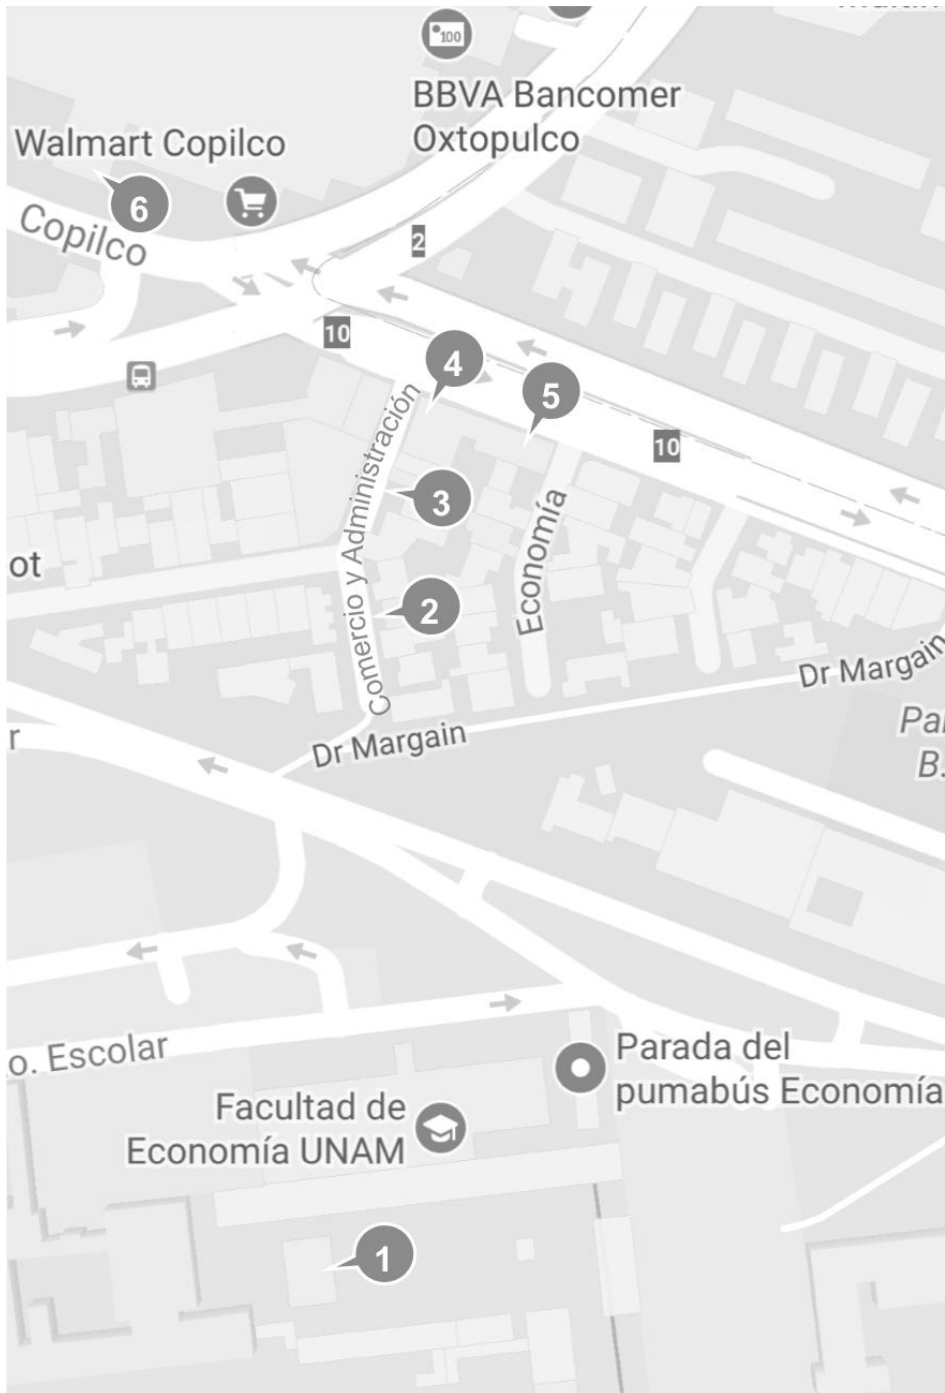 100
BBVA Bancomer
Oxtopulco
Walmart Copilco
6
Copilco
2
10
4
5
10
Comercio y Administración
3
Economía
ot
2
Dr Margain
Dr Margain
r
B.
o. Escolar
Parada del
pumabús Economía
Facultad de
Economía UNAM
1